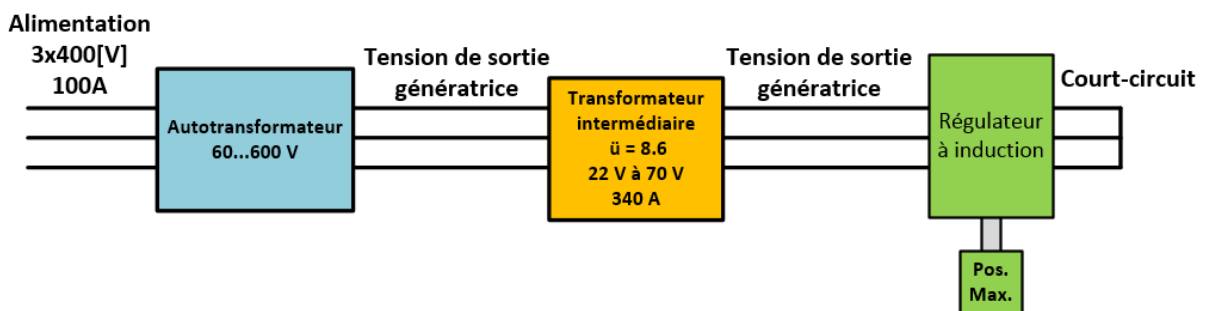 Alimentation
3x400[V]
100A
Autotransformateur
60...600 V
Tension de sortie
génératrice
Transformateur
intermédiaire
ü = 8.6
22 V à 70 V
340 A
Tension de sortie
génératrice
Régulateur
à induction
Court-circuit
Pos.
Max.